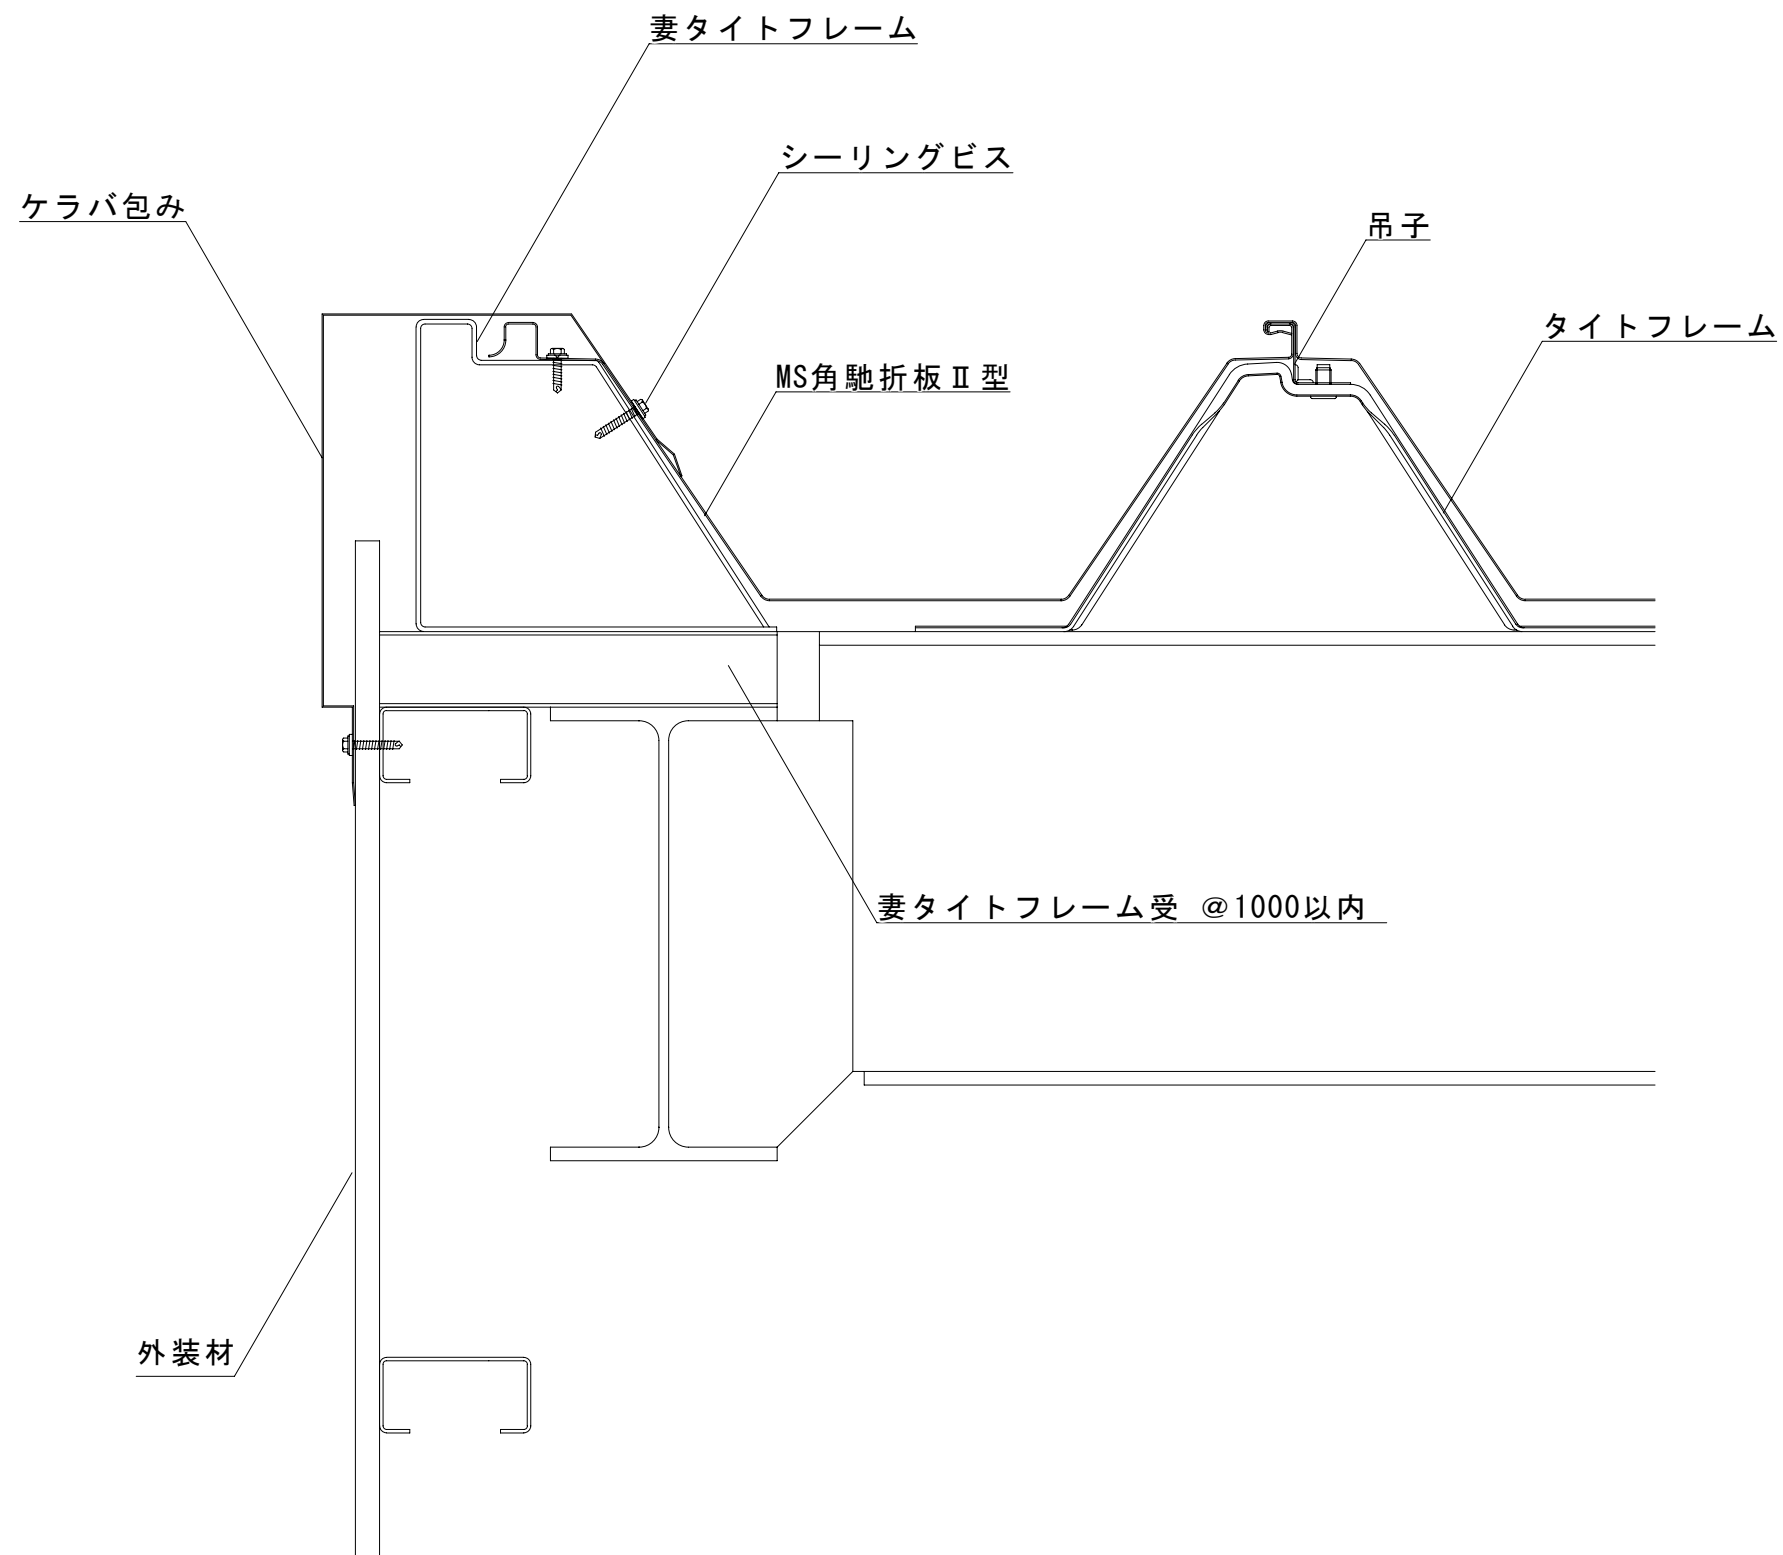 妻タイトフレーム
シーリングビス
ケラバ包み
吊子
タイトフレーム
MS角馳折板Ⅱ型
妻タイトフレーム受 @1000以内
外装材